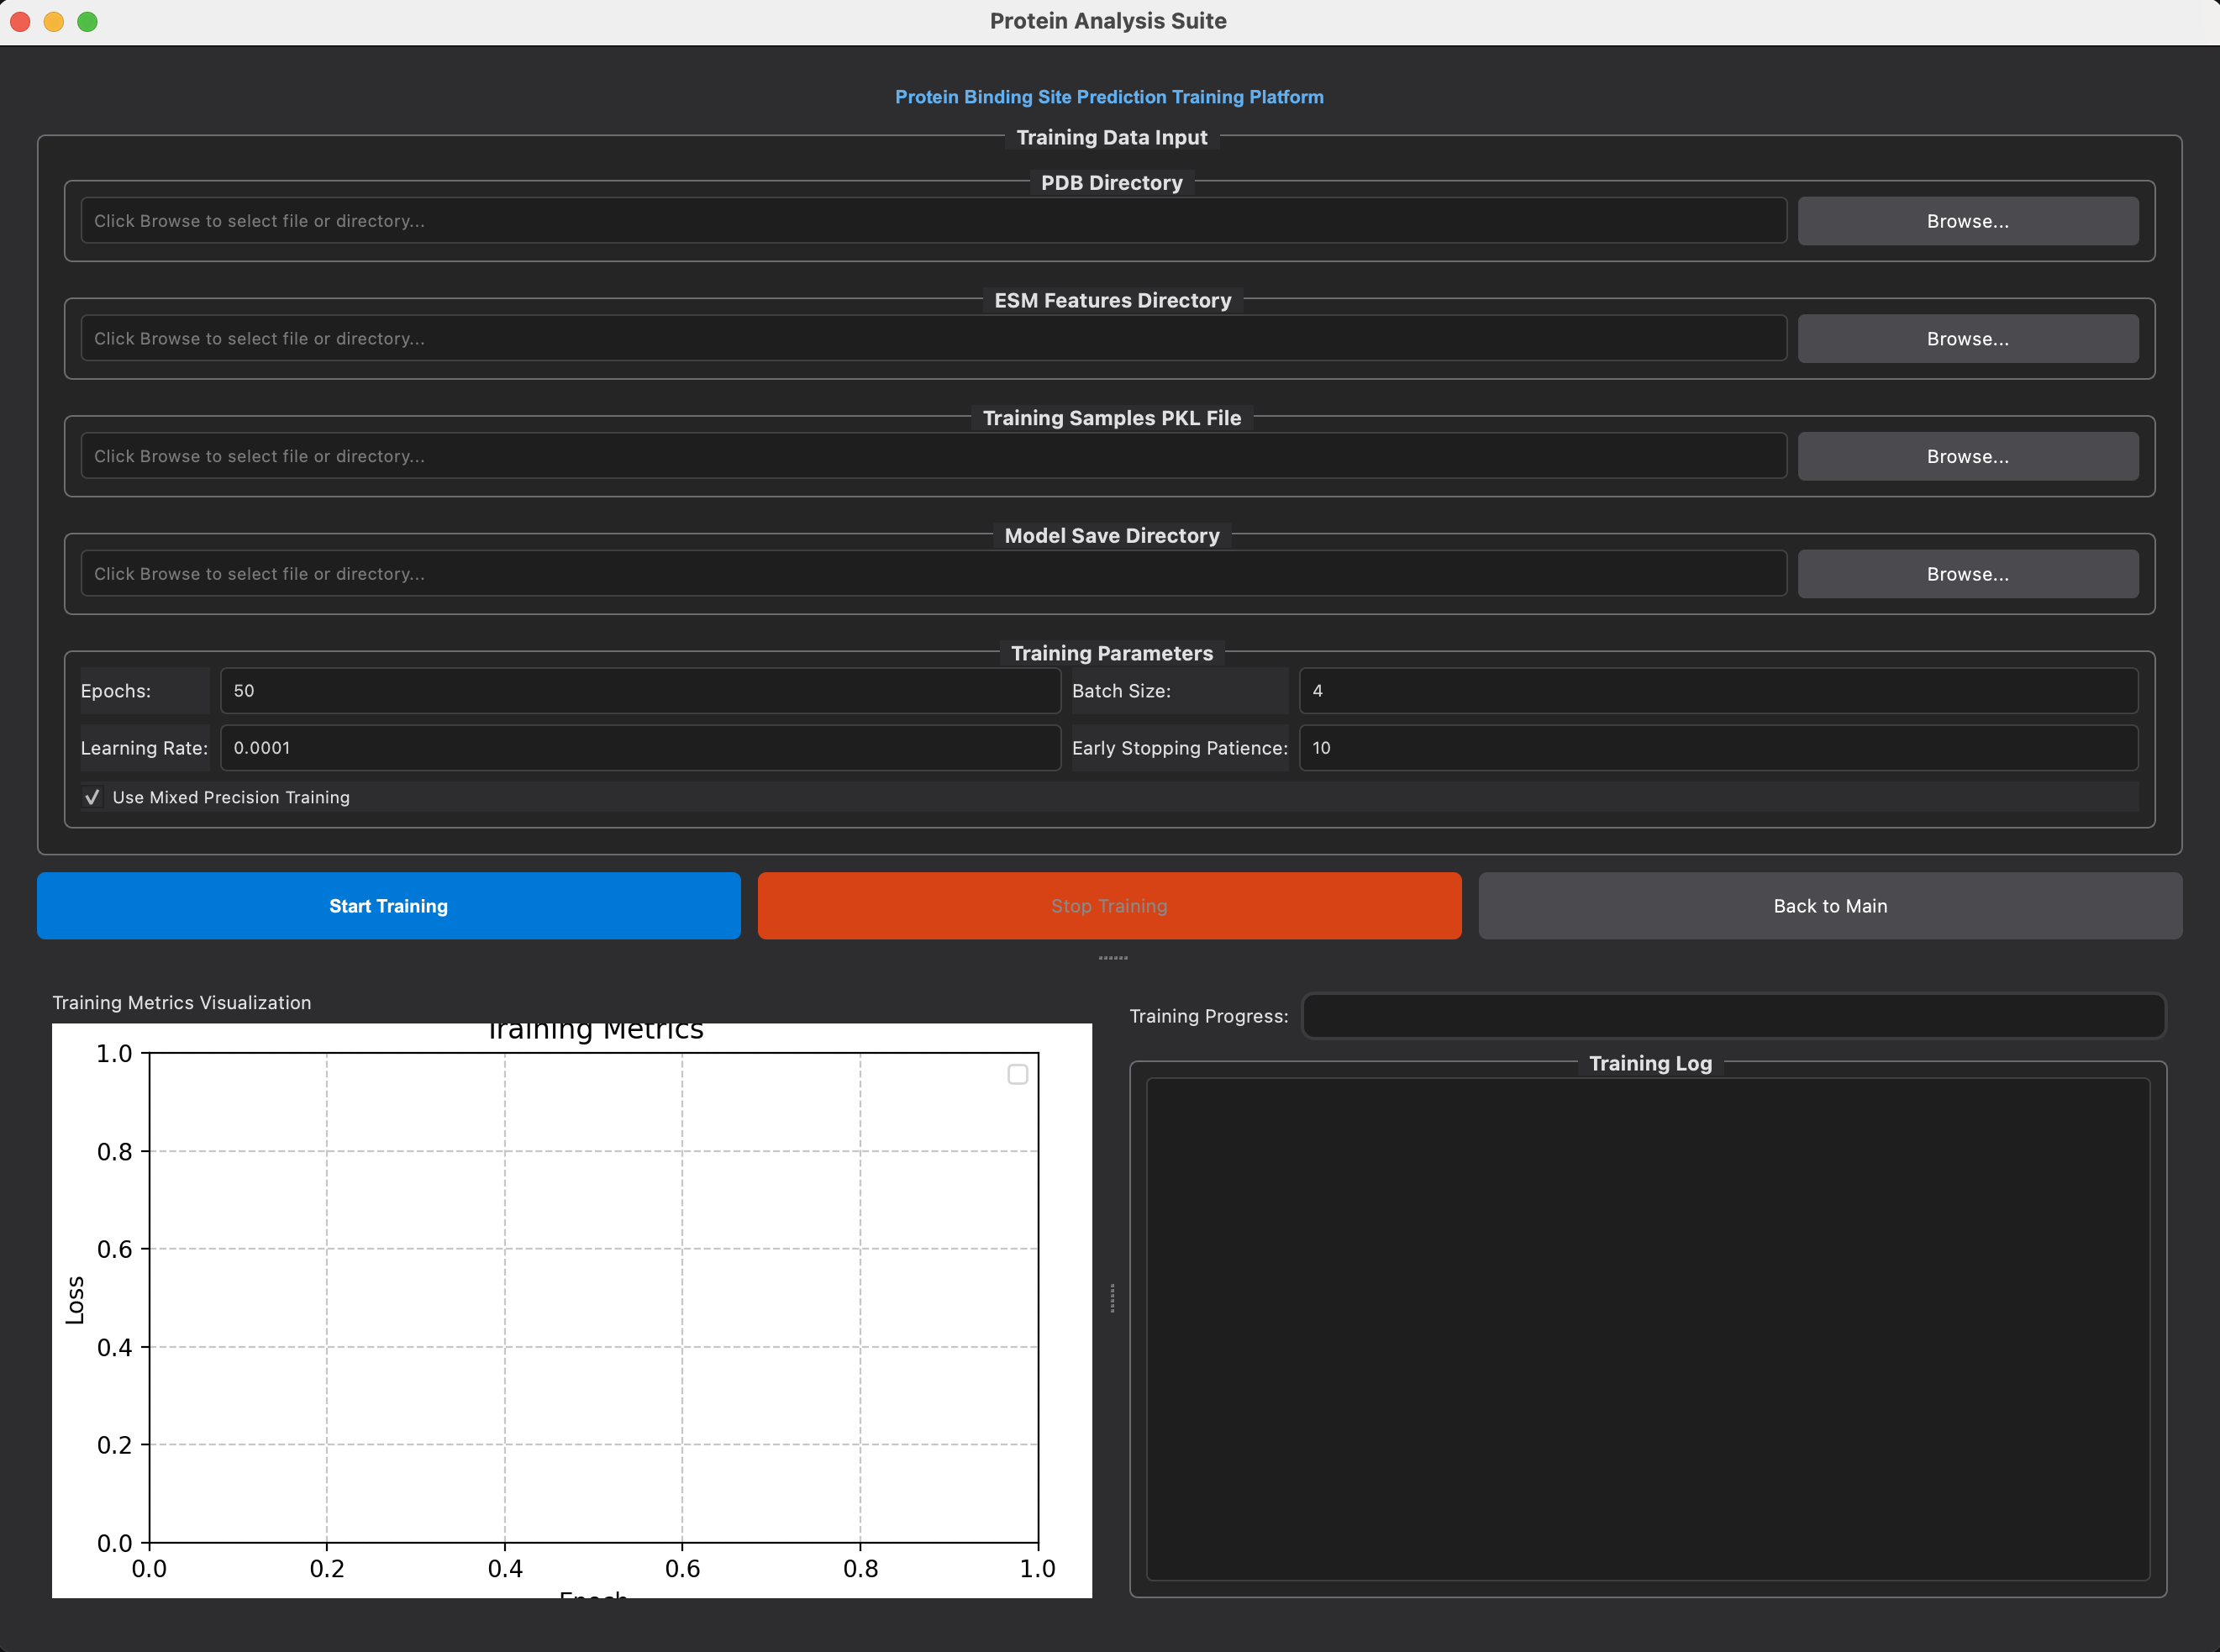 Protein Analysis Suite
Protein Binding Site Prediction Training Platform
Training Data Input
PDB Directory
Click Browse to select file or directory...
Browse...
ESM Features Directory
Click Browse to select file or directory...
Browse...
Training Samples PKL File
Click Browse to select file or directory...
Browse...
Model Save Directory
Click Browse to select file or directory...
Browse...
Training Parameters
Epochs: 50 Batch Size: 4
Learning Rate: 0.0001 Early Stopping Patience: 10
Use Mixed Precision Training
Start Training
Stop Training
Back to Main
Training Metrics Visualization
Training Metrics
1.0
0.8
0.6
0.4
0.2
0.0
Loss
0.0 0.2 0.4 0.6 0.8 1.0
Epoch
Training Progress:
Training Log